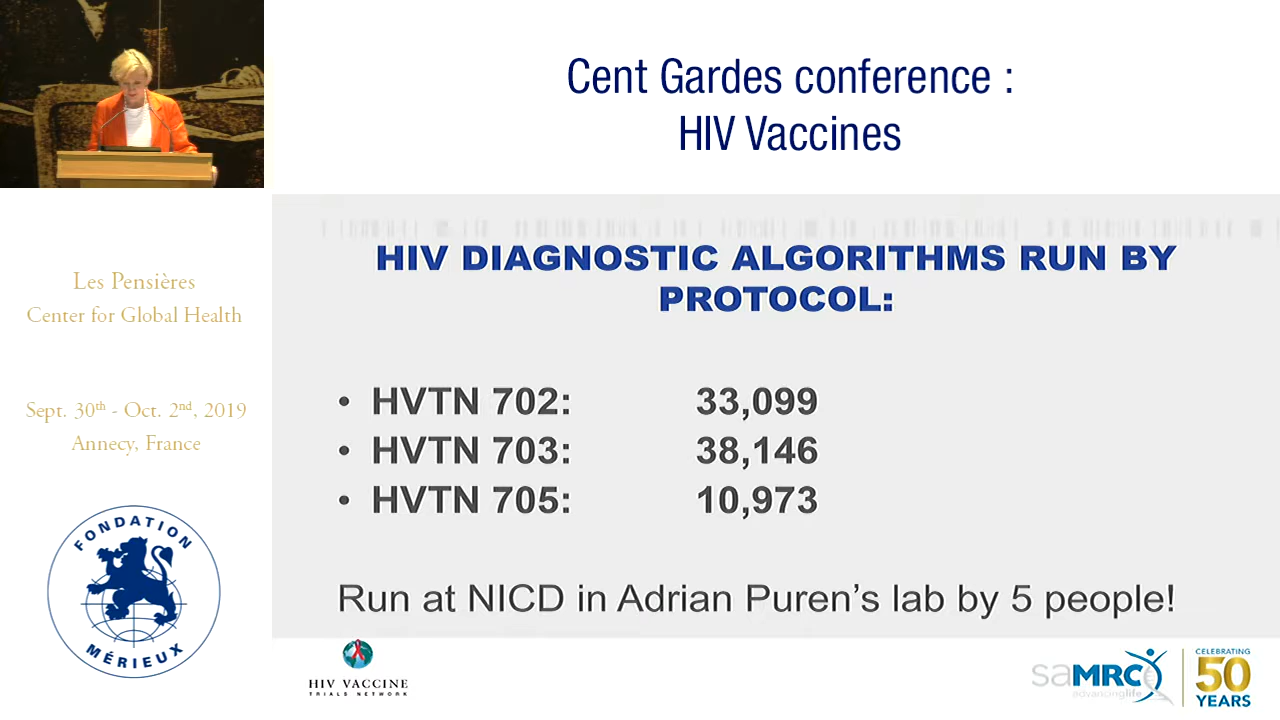 Cent Gardes conference :
HIV Vaccines
Les Pensières
Center for Global Health
Sept. 30th - Oct. 2nd, 2019
Annecy, France
FONDATION
MÉRIEUX
HIV DIAGNOSTIC ALGORITHMS RUN BY
PROTOCOL:
• HVTN 702: 33,099
• HVTN 703: 38,146
• HVTN 705: 10,973
Run at NICD in Adrian Puren's lab by 5 people!
HIV VACCINE
TRIALS NETWORK
saMRC
advancinglife
CELEBRATING
50
YEARS